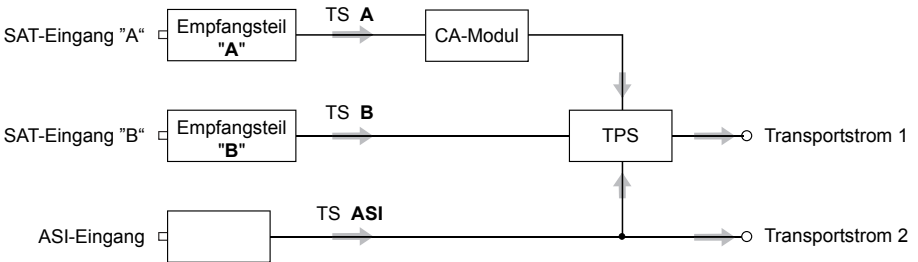 TS A
SAT-Eingang "A“
Empfangsteil
"A"
CA-Modul
TS B
SAT-Eingang "B“
Empfangsteil
"B"
TPS
Transportstrom 1
TS ASI
ASI-Eingang
Transportstrom 2